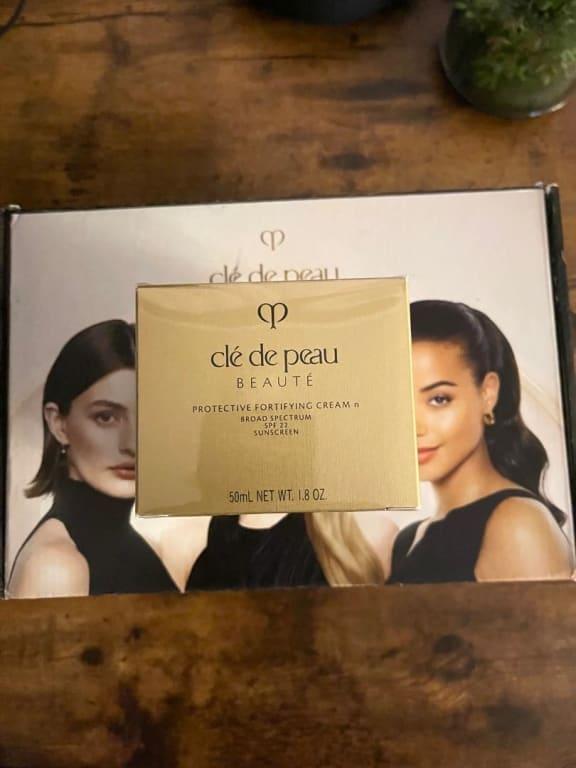 clé de peau
clé de peau
BEAUTÉ
PROTECTIVE FORTIFYING CREAM n
BROAD SPECTRUM
SPF 22
SUNSCREEN
50mL NET WT. 1.8 OZ.